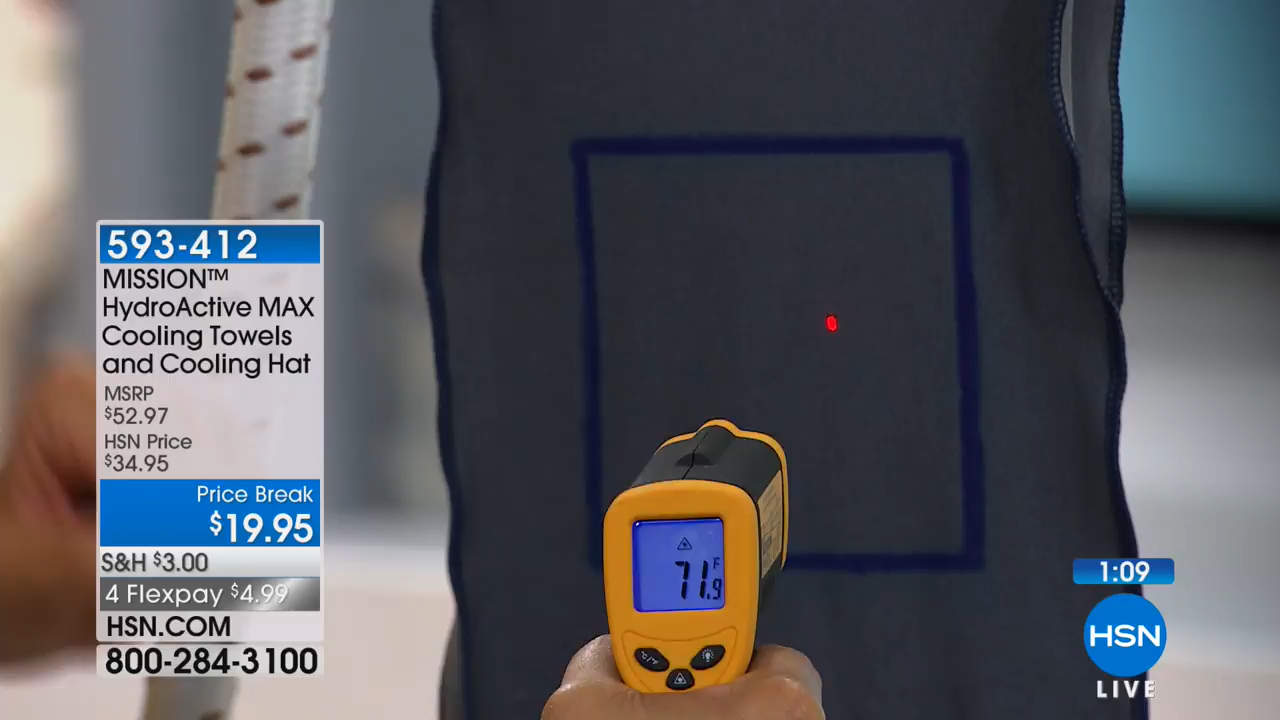 593-412
MISSION™
HydroActive MAX
Cooling Towels
and Cooling Hat
MSRP
$52.97
HSN Price
$34.95
Price Break
$19.95
S&H $3.00
4 Flexpay $4.99
HSN.COM
800-284-3100
F
71.9
°C/°F
1:09
HSN
LIVE